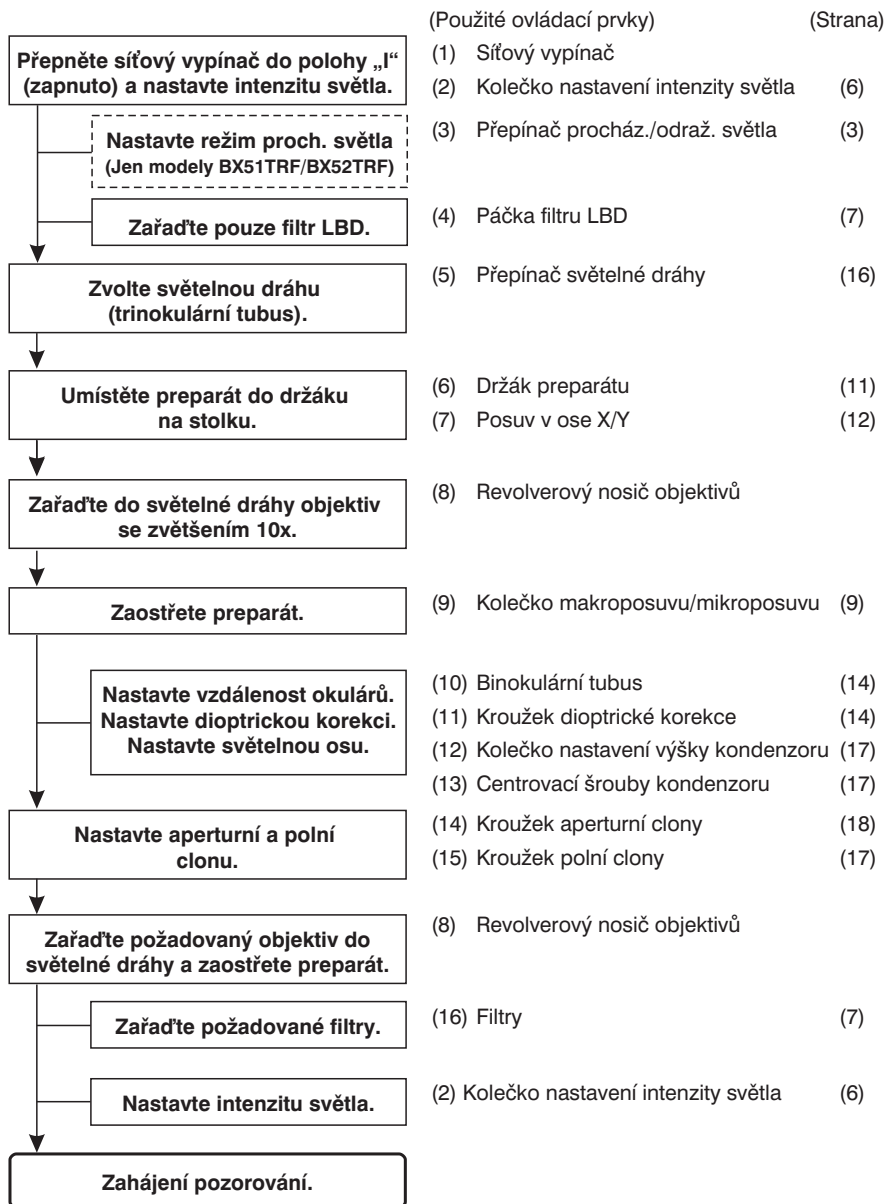 (Použité ovládací prvky) (Strana)
Přepněte síťový vypínač do polohy „I“ (1) Síťový vypínač
(zapnuto) a nastavte intenzitu světla. (2) Kolečko nastavení intenzity světla (6)
Nastavte režim proch. světla (3) Přepínač procház./odraž. světla (3)
(Jen modely BX51TRF/BX52TRF)
Zařaďte pouze filtr LBD. (4) Páčka filtru LBD (7)
Zvolte světelnou dráhu (5) Přepínač světelné dráhy (16)
(trinokulární tubus).
Umístěte preparát do držáku (6) Držák preparátu (11)
na stolku. (7) Posuv v ose X/Y (12)
Zařaďte do světelné dráhy objektiv (8) Revolverový nosič objektivů
se zvětšením 10x.
Zaostřete preparát. (9) Kolečko makroposuvu/mikroposuvu (9)
Nastavte vzdálenost okulárů. (10) Binokulární tubus (14)
Nastavte dioptrickou korekci. (11) Kroužek dioptrické korekce (14)
Nastavte světelnou osu. (12) Kolečko nastavení výšky kondenzoru (17)
(13) Centrovací šrouby kondenzoru (17)
Nastavte aperturní a polní (14) Kroužek aperturní clony (18)
clonu. (15) Kroužek polní clony (17)
Zařaďte požadovaný objektiv do (8) Revolverový nosič objektivů
světelné dráhy a zaostřete preparát.
Zařaďte požadované filtry. (16) Filtry (7)
Nastavte intenzitu světla. (2) Kolečko nastavení intenzity světla (6)
Zahájení pozorování.